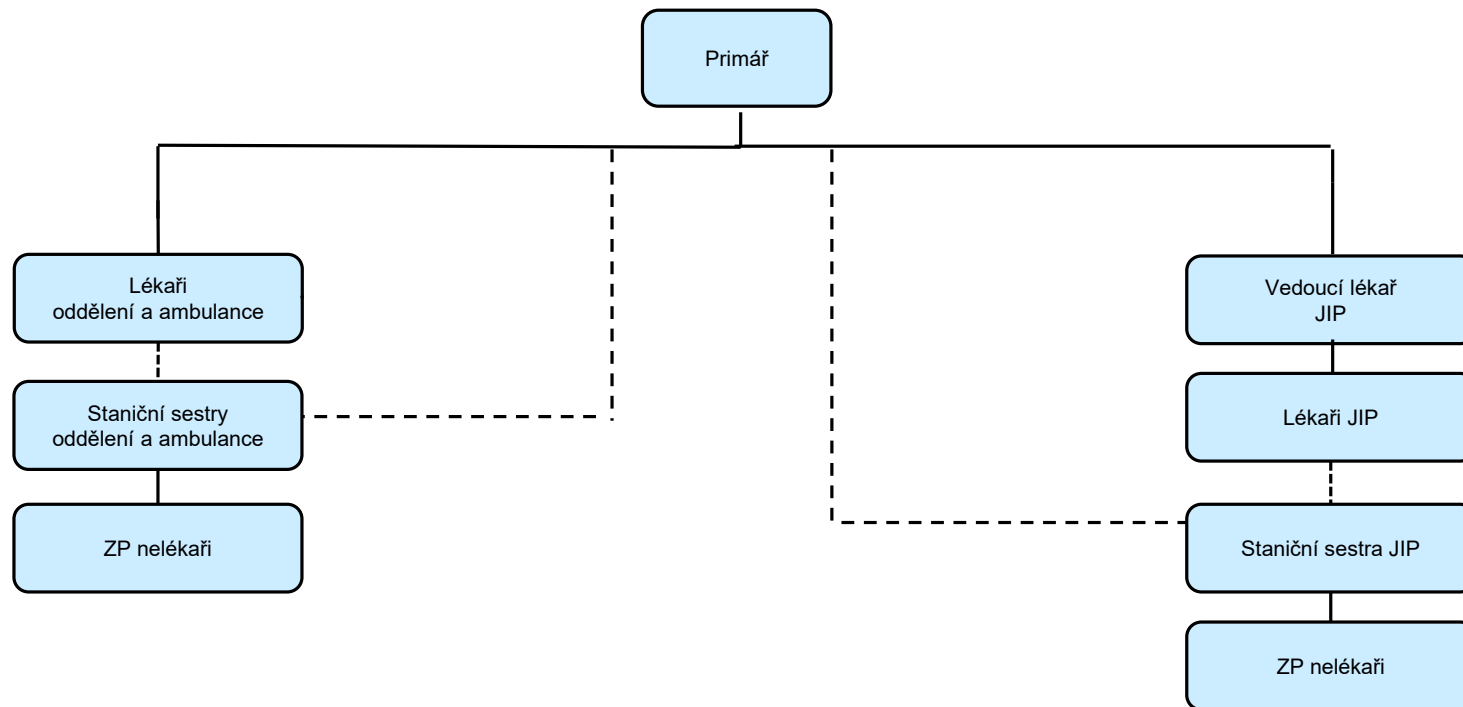 Primář
Lékaři
oddělení a ambulance
Staniční sestry
oddělení a ambulance
ZP nelékaři
Vedoucí lékař
JIP
Lékaři JIP
Staniční sestra JIP
ZP nelékaři